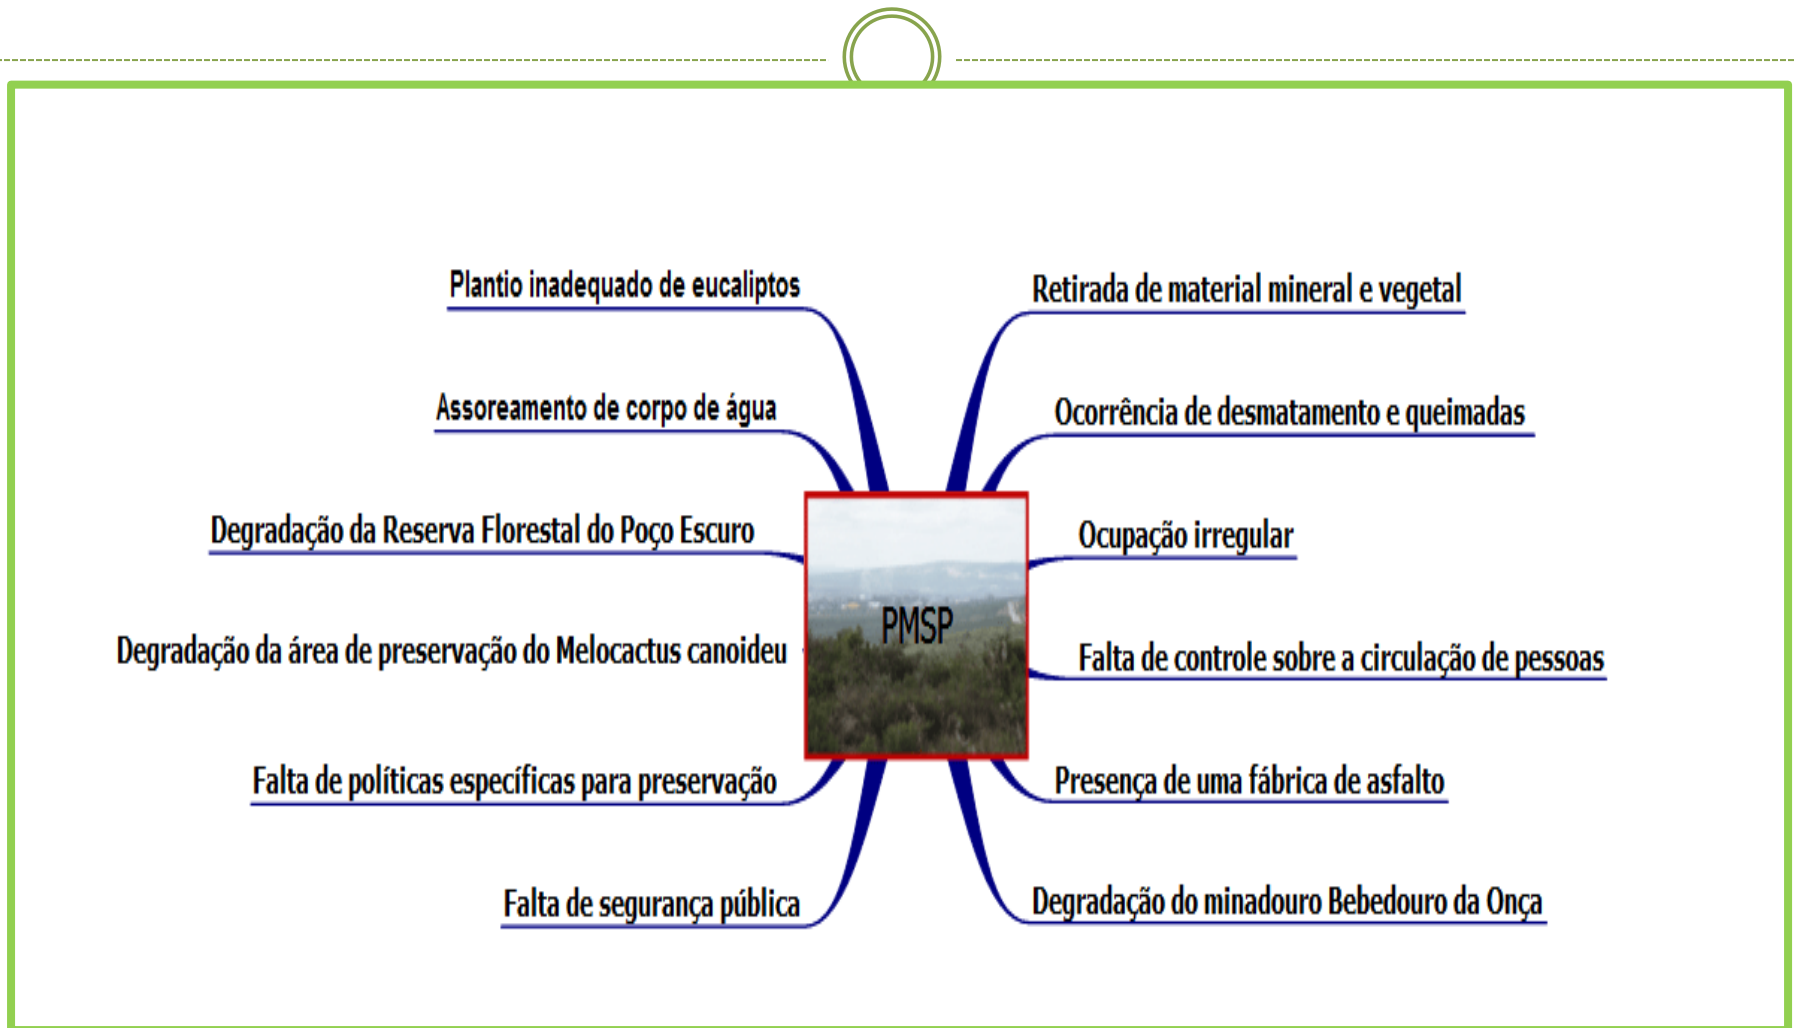 Plantio inadequado de eucaliptos
Retirada de material mineral e vegetal
Assoreamento de corpo de água
Ocorrência de desmatamento e queimadas
Degradação da Reserva Florestal do Poço Escuro
Ocupação irregular
PMSP
Degradação da área de preservação do Melocactus canoideu
Falta de controle sobre a circulação de pessoas
Falta de políticas específicas para preservação
Presença de uma fábrica de asfalto
Falta de segurança pública
Degradação do minadouro Bebedouro da Onça